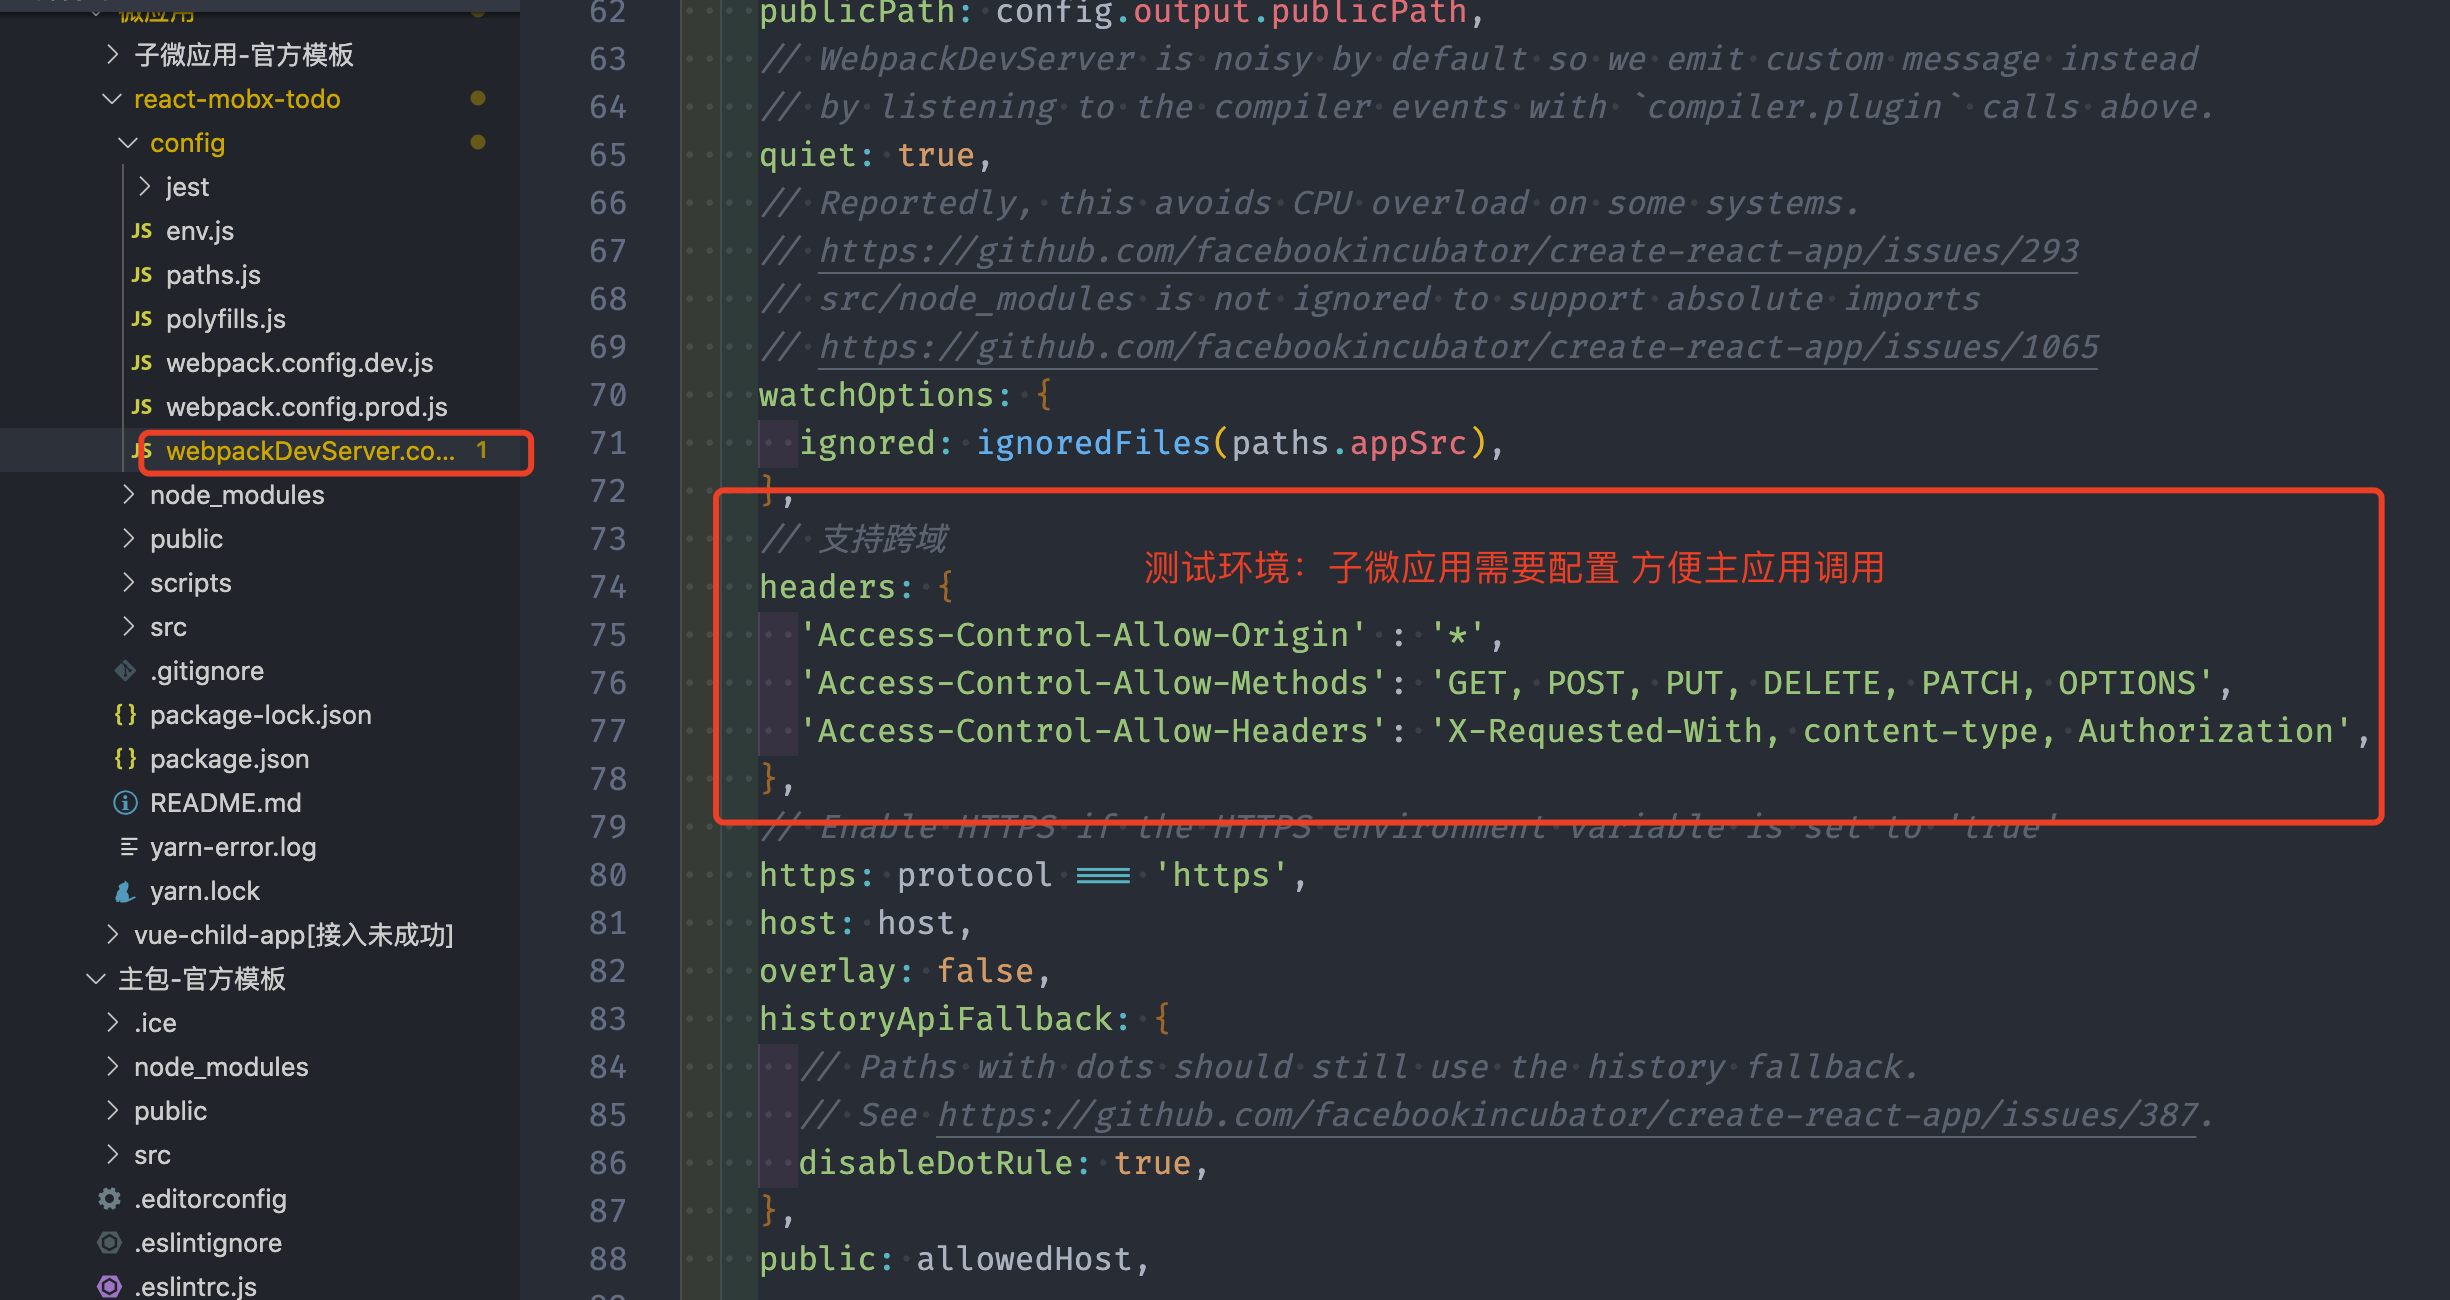 微应用
子微应用-官方模板
react-mobx-todo
config
jest
JS env.js
JS paths.js
JS polyfills.js
JS webpack.config.dev.js
JS webpack.config.prod.js
JS webpackDevServer.co... 1
node_modules
public
scripts
src
.gitignore
{} package-lock.json
{} package.json
README.md
yarn-error.log
yarn.lock
vue-child-app[接入未成功]
主包-官方模板
.ice
node_modules
public
src
.editorconfig
.eslintignore
.eslintrc.js
62 publicPath: config.output.publicPath,
63 // WebpackDevServer is noisy by default so we emit custom message instead
64 // by listening to the compiler events with `compiler.plugin` calls above.
65 quiet: true,
66 // Reportedly, this avoids CPU overload on some systems.
67 // https://github.com/facebookincubator/create-react-app/issues/293
68 // src/node_modules is not ignored to support absolute imports
69 // https://github.com/facebookincubator/create-react-app/issues/1065
70 watchOptions: {
71 ignored: ignoredFiles(paths.appSrc),
72 },
73 // 支持跨域
测试环境：子微应用需要配置 方便主应用调用
74 headers: {
75 'Access-Control-Allow-Origin' : '*',
76 'Access-Control-Allow-Methods': 'GET, POST, PUT, DELETE, PATCH, OPTIONS',
77 'Access-Control-Allow-Headers': 'X-Requested-With, content-type, Authorization',
78 },
79 // Enable HTTPS if the HTTPS environment variable is set to 'true'
80 https: protocol === 'https',
81 host: host,
82 overlay: false,
83 historyApiFallback: {
84 // Paths with dots should still use the history fallback.
85 // See https://github.com/facebookincubator/create-react-app/issues/387.
86 disableDotRule: true,
87 },
88 public: allowedHost,